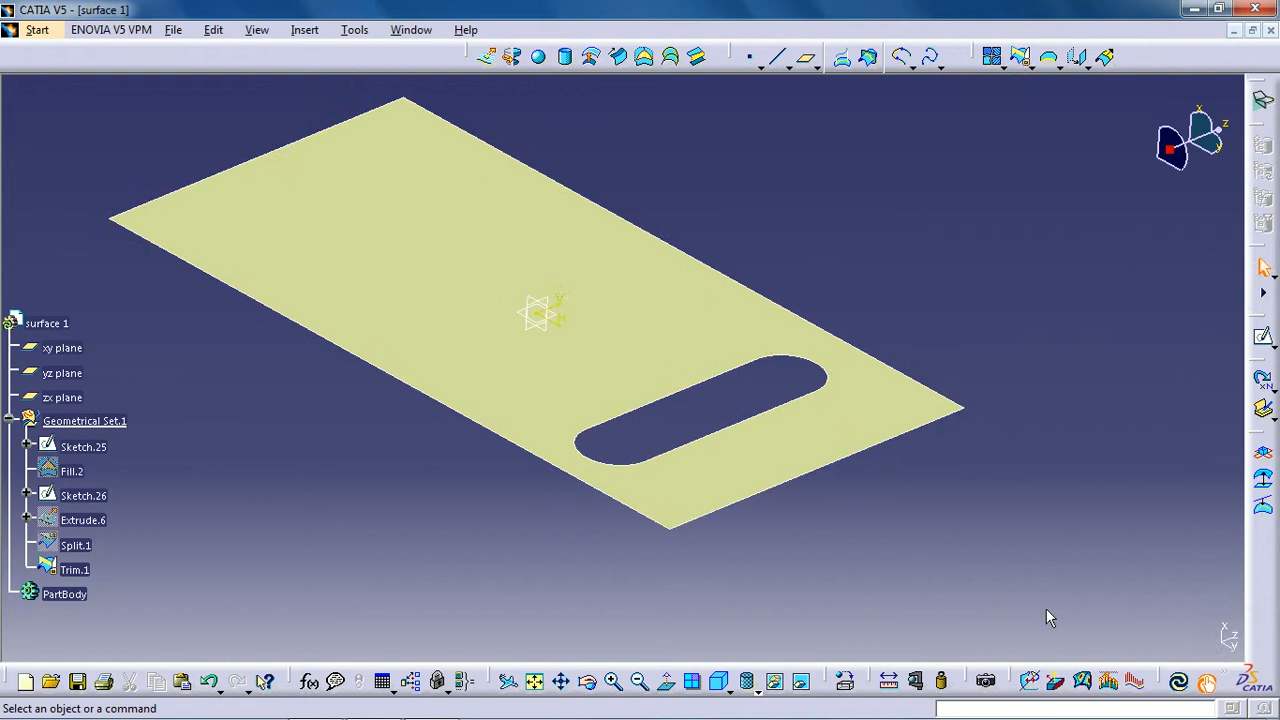 CATIA V5 - [surface 1]
Start ENOVIA V5 VPM File Edit View Insert Tools Window Help
x
z
y
V
H
surface 1
xy plane
yz plane
zx plane
Geometrical Set.1
Sketch.25
Fill.2
Sketch.26
Extrude.6
Split.1
Trim.1
PartBody
x
z
y
f(x)
CATIA
Select an object or a command